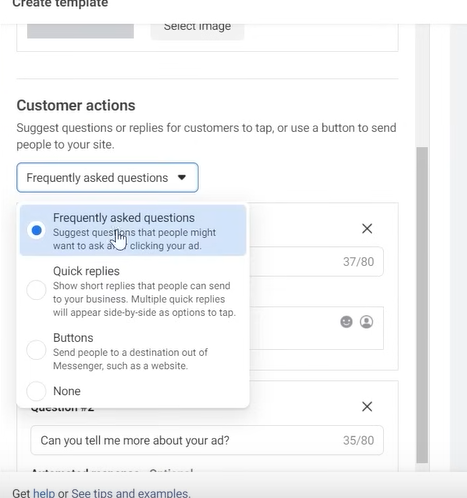 Create template
Select image
Customer actions
Suggest questions or replies for customers to tap, or use a button to send
people to your site.
Frequently asked questions
Frequently asked questions
Suggest questions that people might
want to ask after clicking your ad.
37/80
Quick replies
Show short replies that people can send
to your business. Multiple quick replies
will appear side-by-side as options to tap.
Buttons
Send people to a destination out of
Messenger, such as a website.
None
Question #2
Can you tell me more about your ad? 35/80
Automated response · Optional
Get help or See tips and examples.